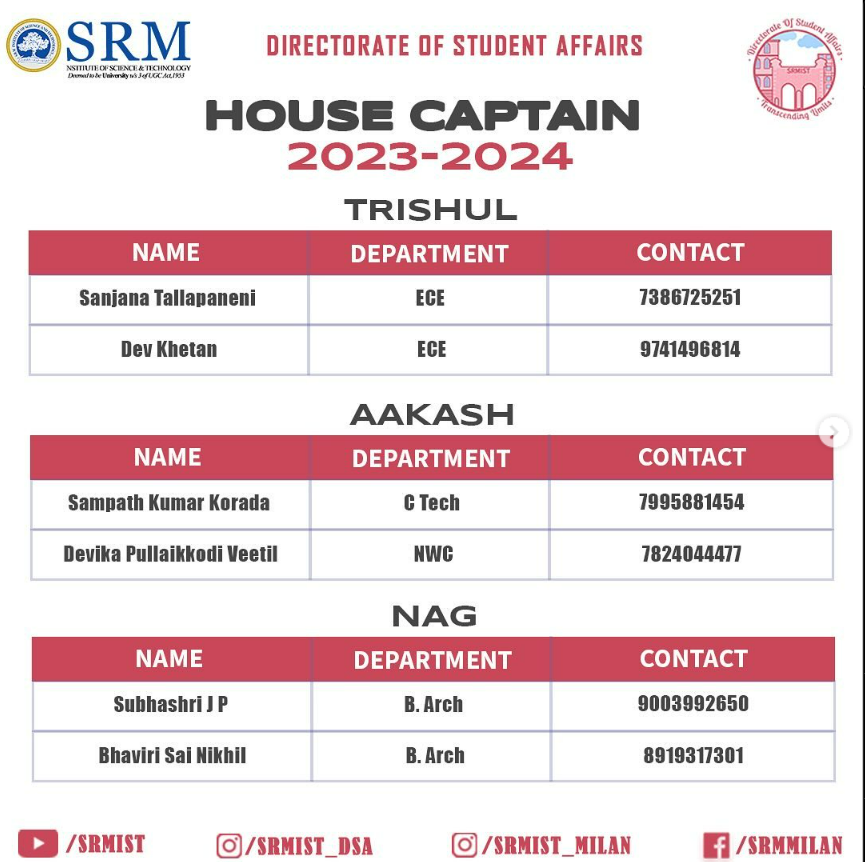 SRM
INSTITUTE OF SCIENCE & TECHNOLOGY
Deemed to be University u/s 3 of UGC Act, 1953
DIRECTORATE OF STUDENT AFFAIRS
Directorate Of Student Affairs
SRMIST
Transcending Limits
HOUSE CAPTAIN
2023-2024
TRISHUL
NAME DEPARTMENT CONTACT
Sanjana Tallapaneni ECE 7386725251
Dev Khetan ECE 9741496814
AAKASH
NAME DEPARTMENT CONTACT
Sampath Kumar Korada C Tech 7995881454
Devika Pullaikkodi Veetil NWC 7824044477
NAG
NAME DEPARTMENT CONTACT
Subhashri J P B. Arch 9003992650
Bhaviri Sai Nikhil B. Arch 8919317301
/SRMIST /SRMIST_DSA /SRMIST_MILAN /SRMMILAN